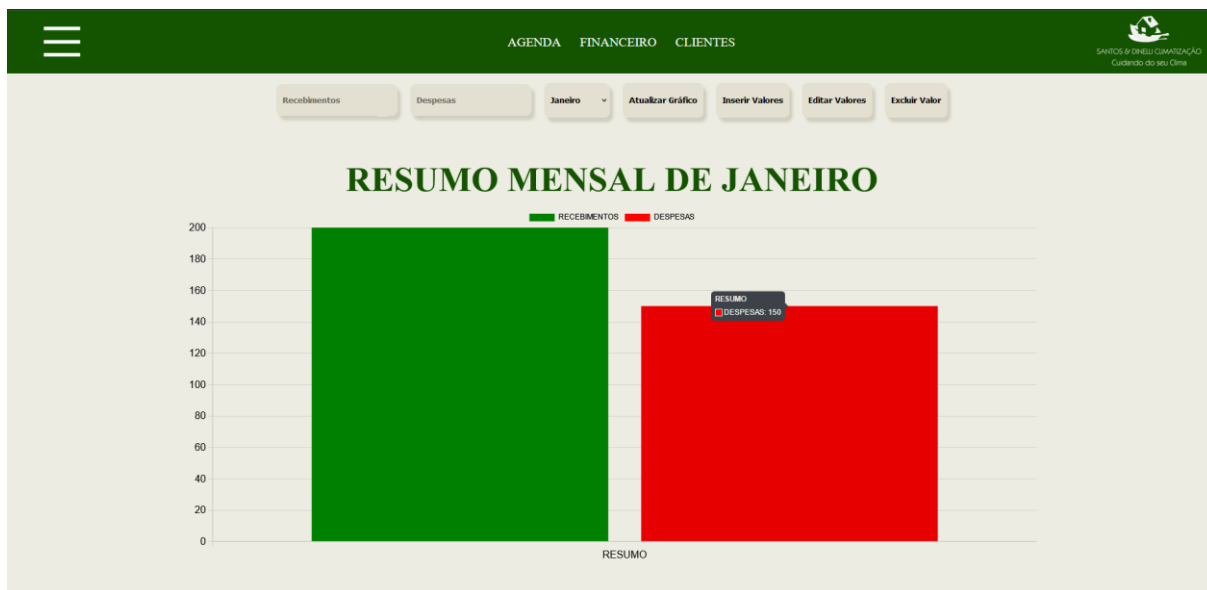 AGENDA FINANCEIRO CLIENTES
SANTOS & DINELLI CLIMATIZAÇÃO
Cuidando do seu Clima
Recebimentos Despesas Janeiro Atualizar Gráfico Inserir Valores Editar Valores Excluir Valor
RESUMO MENSAL DE JANEIRO
RECEBIMENTOS DESPESAS
200
180
160
RESUMO
DESPESAS: 150
140
120
100
80
60
40
20
0
RESUMO